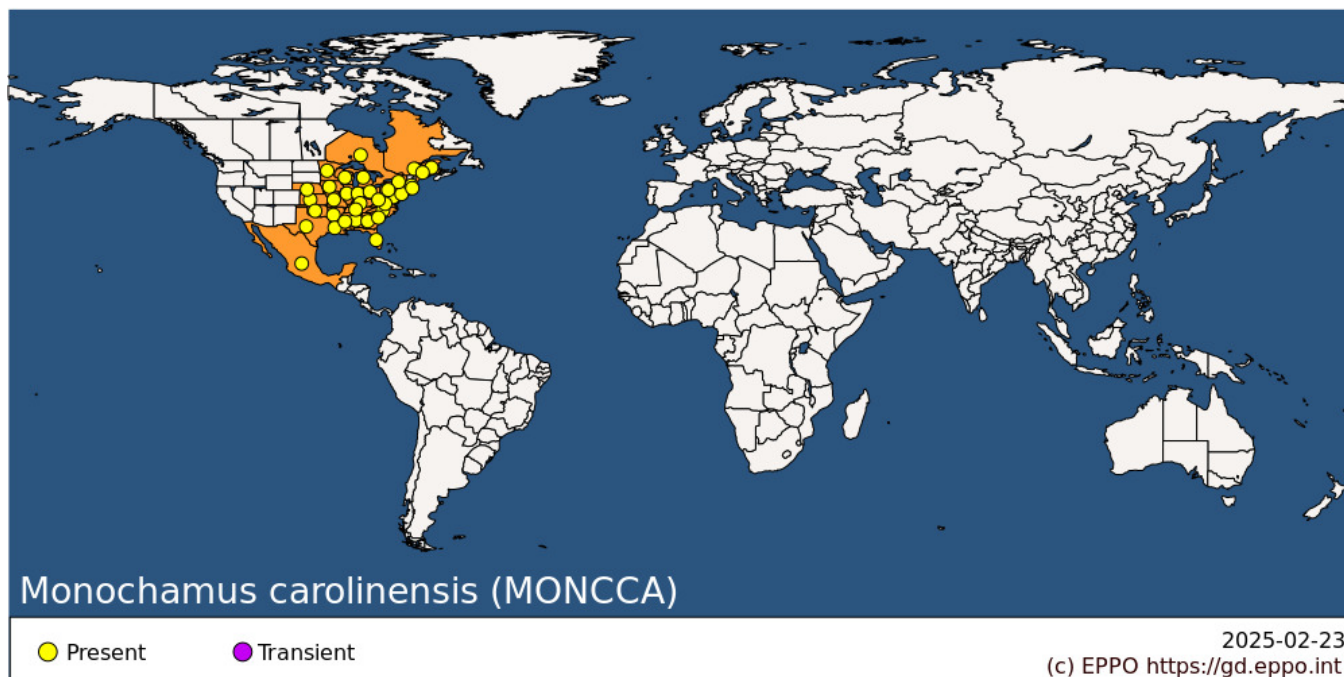 Monochamus carolinensis (MONCCA)
Present
Transient
2025-02-23
(c) EPPO https://gd.eppo.int